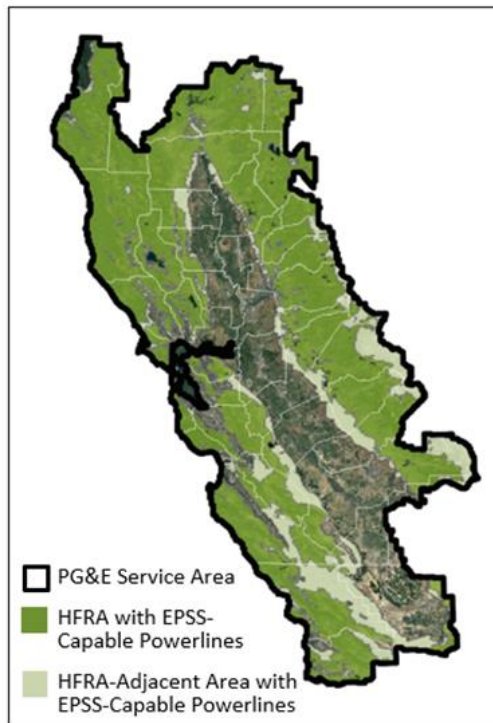 PG&E Service Area
HFRA with EPSS-
Capable Powerlines
HFRA-Adjacent Area with
EPSS-Capable Powerlines